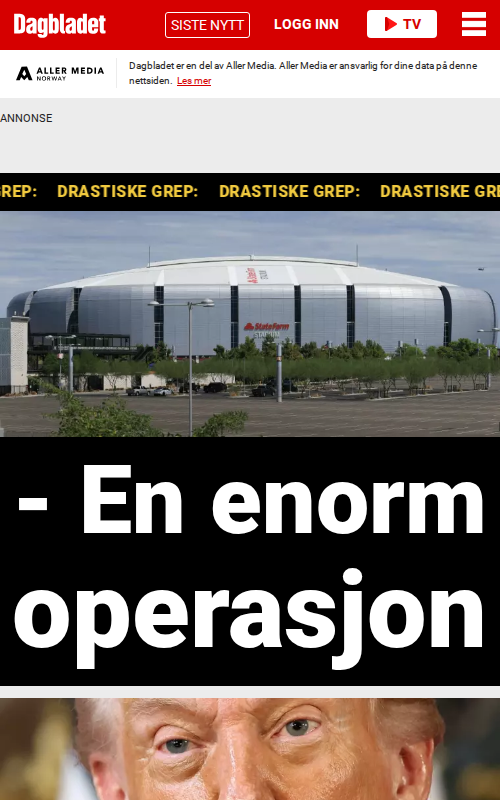 Dagbladet SISTE NYTT LOGG INN TV
ALLER MEDIA NORWAY
Dagbladet er en del av Aller Media. Aller Media er ansvarlig for dine data på denne
nettsiden. Les mer
ANNONSE
REP: DRASTISKE GREP: DRASTISKE GREP: DRASTISKE GRE
State Farm
STADIUM
- En enorm
operasjon